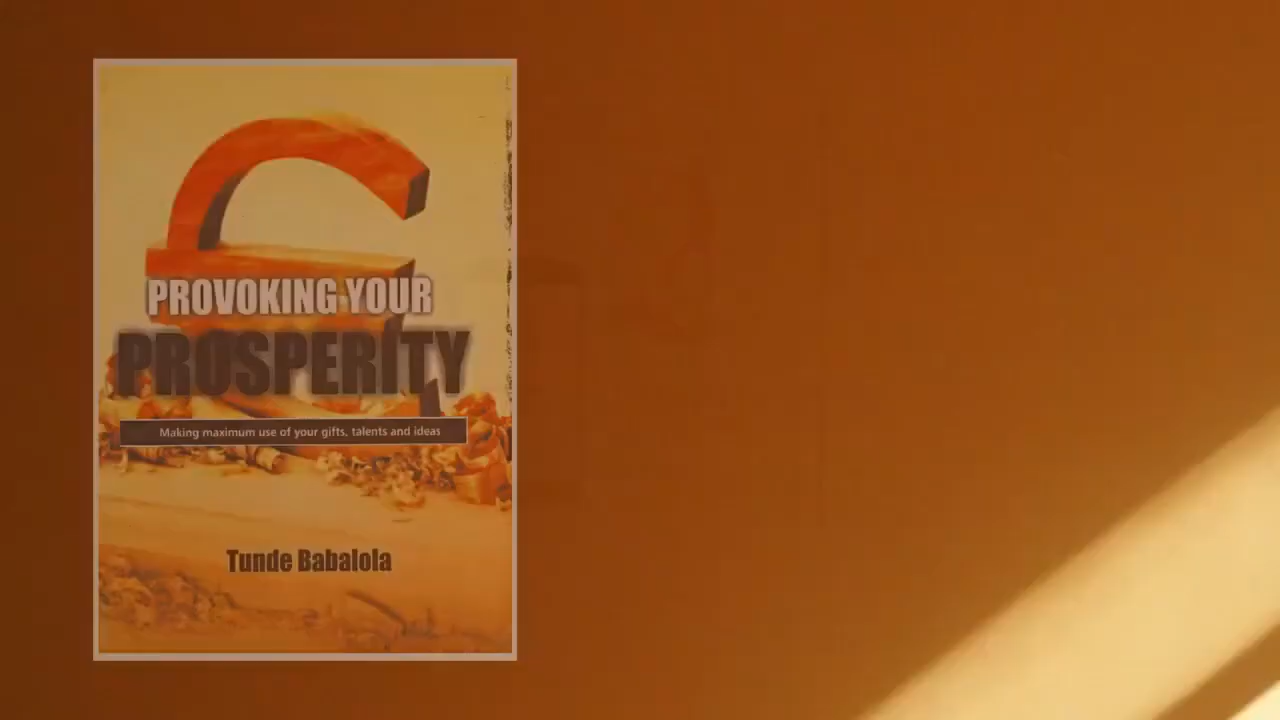 PROVOKING YOUR
PROSPERITY
Making maximum use of your gifts, talents and ideas
Tunde Babalola